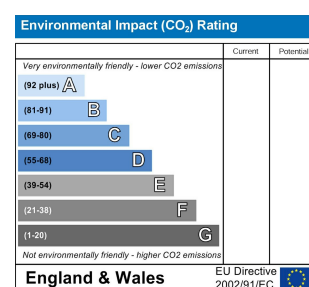 Environmental Impact (CO₂) Rating
Current Potential
Very environmentally friendly - lower CO2 emissions
(92 plus) A
(81-91) B
(69-80) C
(55-68) D
(39-54) E
(21-38) F
(1-20) G
Not environmentally friendly - higher CO2 emissions
England & Wales
EU Directive
2002/91/EC